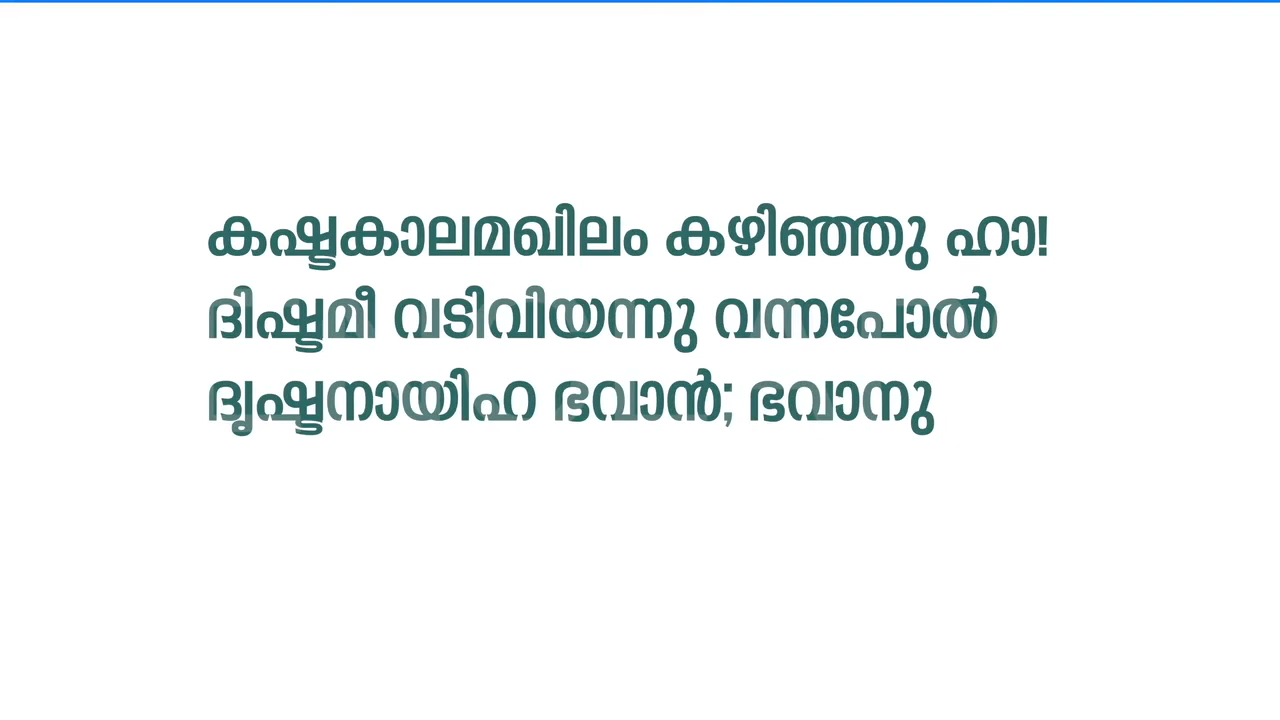 കഷ്ടകാലമഖിലം കഴിഞ്ഞു ഹാ!
ദിഷ്ടമീ വടിവിയന്നു വന്നപോൽ
ദൃഷ്ടനായിഹ ഭവാൻ; ഭവാനു